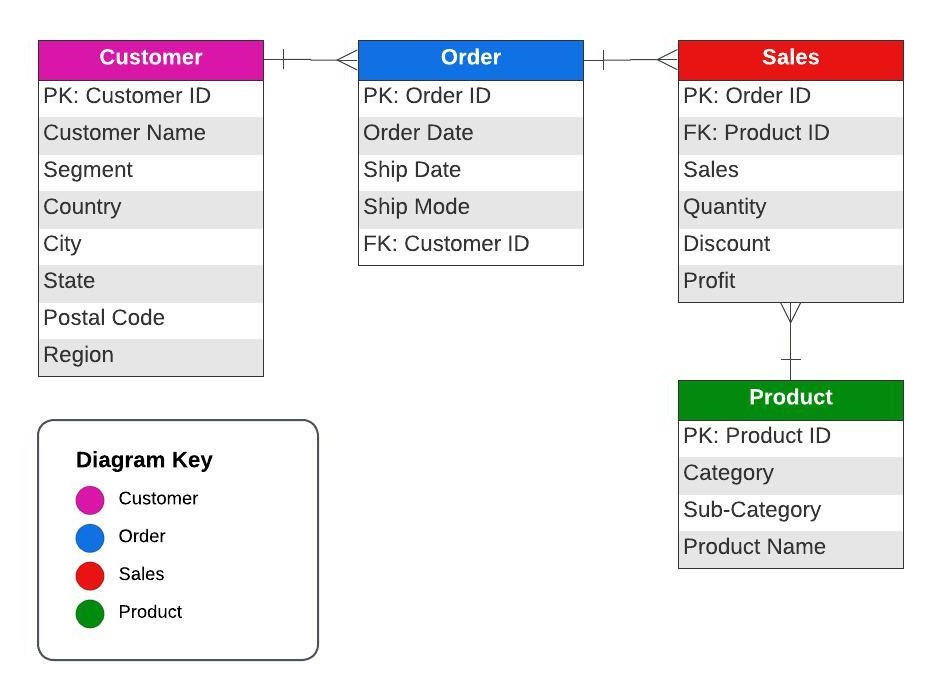 Customer
PK: Customer ID
Customer Name
Segment
Country
City
State
Postal Code
Region
Order
PK: Order ID
Order Date
Ship Date
Ship Mode
FK: Customer ID
Sales
PK: Order ID
FK: Product ID
Sales
Quantity
Discount
Profit
Product
PK: Product ID
Category
Sub-Category
Product Name
Diagram Key
Customer
Order
Sales
Product